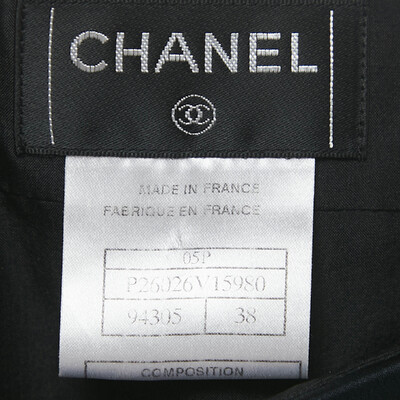 CHANEL
MADE IN FRANCE
FABRIQUE EN FRANCE
05P
P26026V15980
94305 38
COMPOSITION